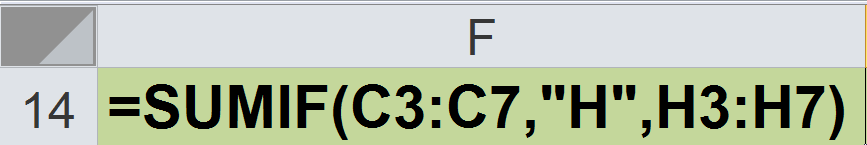 F
14 =SUMIF(C3:C7,"H",H3:H7)